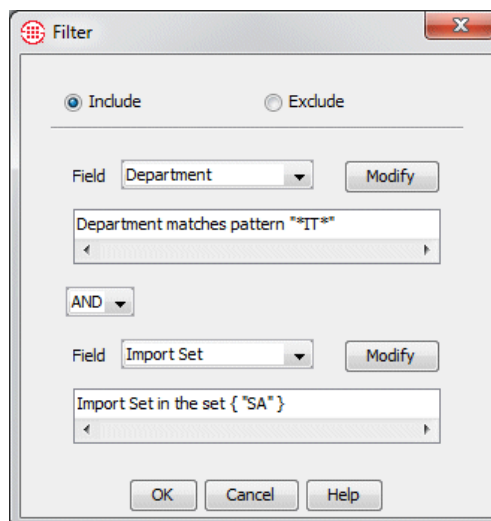 Filter
Include Exclude
Field Department Modify
Department matches pattern "*IT*"
AND
Field Import Set Modify
Import Set in the set { "SA" }
OK Cancel Help